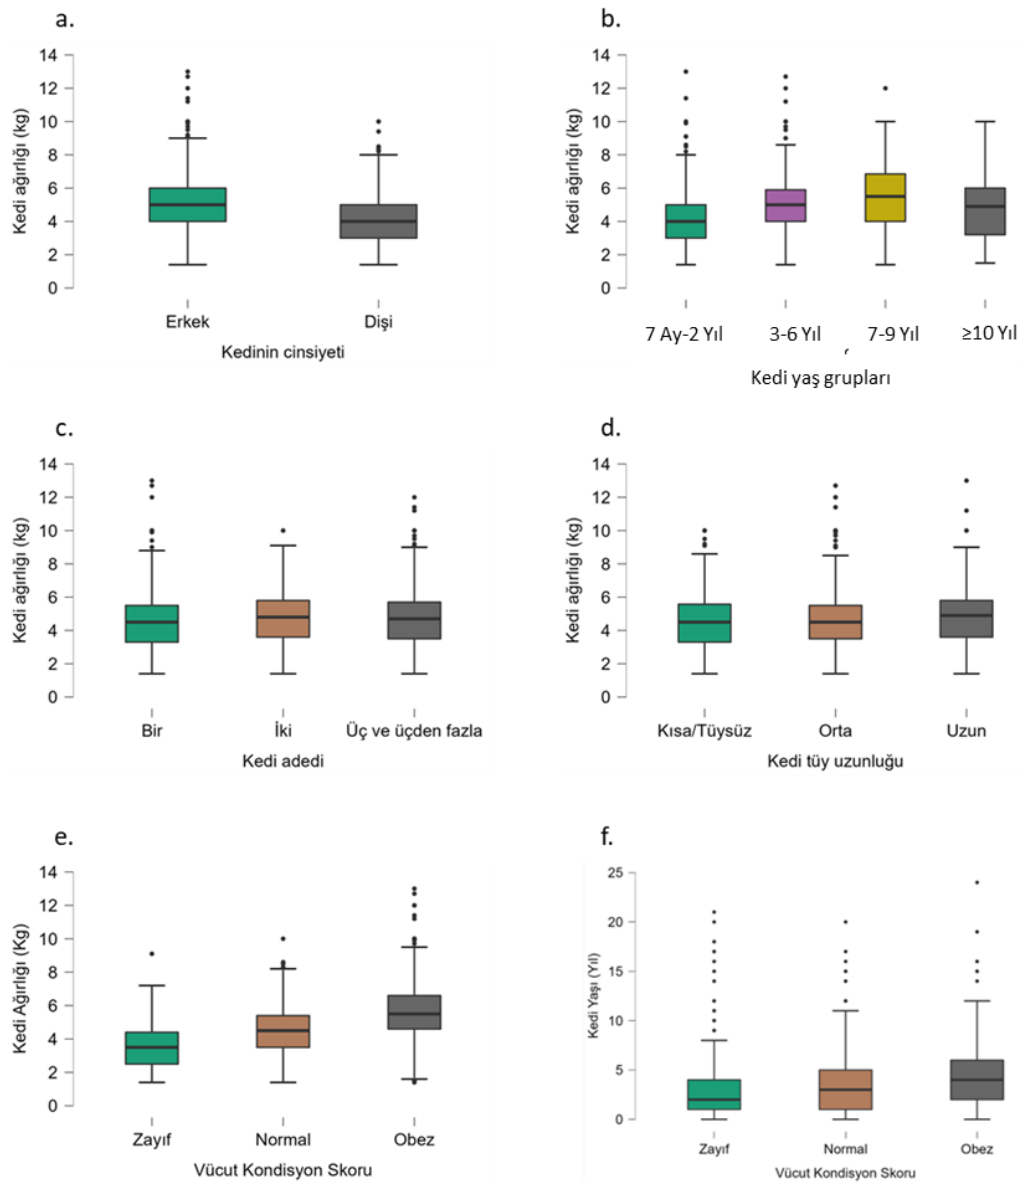 a.
14
12
10
8
6
4
2
0
Kedi ağırlığı (kg)
Erkek Dişi
Kedinin cinsiyeti
b.
14
12
10
8
6
4
2
0
Kedi ağırlığı (kg)
7 Ay-2 Yıl 3-6 Yıl 7-9 Yıl ≥10 Yıl
Kedi yaş grupları
c.
14
12
10
8
6
4
2
0
Kedi ağırlığı (kg)
Bir İki Üç ve üçden fazla
Kedi adedi
d.
14
12
10
8
6
4
2
0
Kedi ağırlığı (kg)
Kısa/Tüysüz Orta Uzun
Kedi tüy uzunluğu
e.
14
12
10
8
6
4
2
0
Kedi Ağırlığı (Kg)
Zayıf Normal Obez
Vücut Kondisyon Skoru
f.
25
20
15
10
5
0
Kedi Yaşı (Yıl)
Zayıf Normal Obez
Vücut Kondisyon Skoru